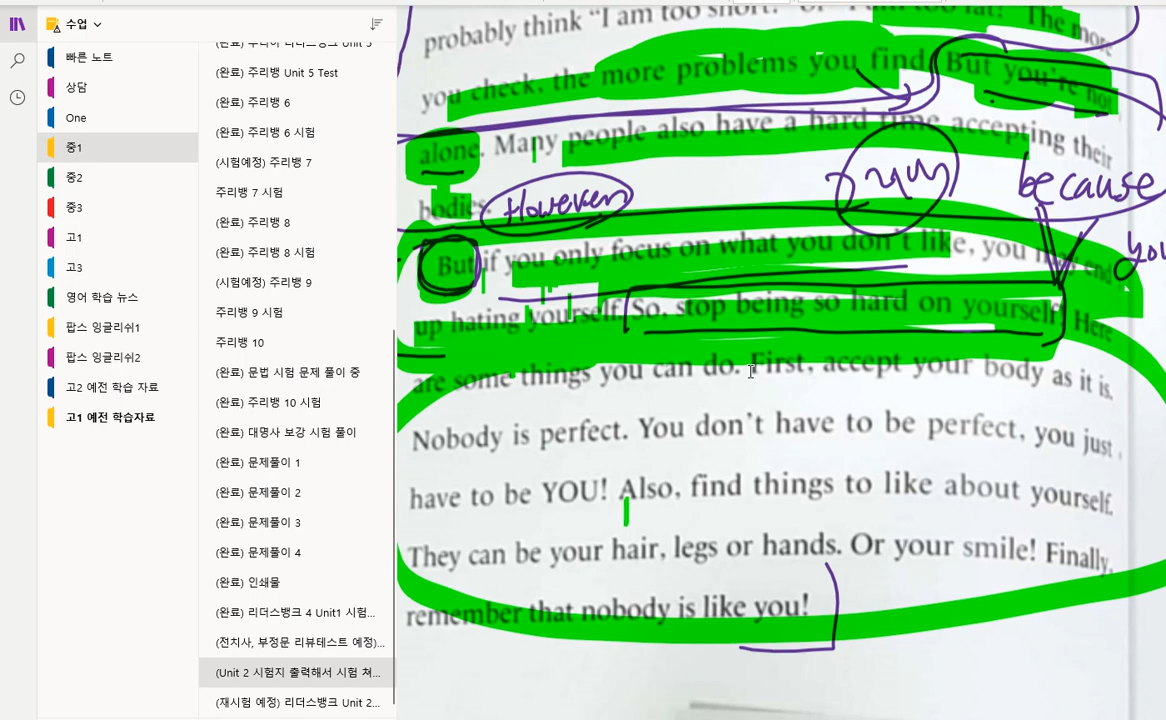 수업
빠른 노트
상담
One
중1
중2
중3
고1
고3
영어 학습 뉴스
팝스 잉글리쉬1
팝스 잉글리쉬2
고2 예전 학습 자료
고1 예전 학습자료
(완료) 주리뱅 Unit 5 Test
(완료) 주리뱅 6
(완료) 주리뱅 6 시험
(시험예정) 주리뱅 7
주리뱅 7 시험
(완료) 주리뱅 8
(완료) 주리뱅 8 시험
(시험예정) 주리뱅 9
주리뱅 9 시험
주리뱅 10
(완료) 문법 시험 문제 풀이 중
(완료) 주리뱅 10 시험
(완료) 대명사 보강 시험 풀이
(완료) 문제풀이 1
(완료) 문제풀이 2
(완료) 문제풀이 3
(완료) 문제풀이 4
(완료) 인쇄물
(완료) 리더스뱅크 4 Unit1 시험...
(전치사, 부정문 리뷰테스트 예정)...
(Unit 2 시험지 출력해서 시험 쳐...
(재시험 예정) 리더스뱅크 Unit 2...
probably think “I am too short.” Or “I am too fat!” The more
you check, the more problems you find. But you're not
alone. Many people also have a hard time accepting their
bodies. However because
But if you only focus on what you don't like, you may end you
up hating yourself. So, stop being so hard on yourself. Here
are some things you can do. First, accept your body as it is.
Nobody is perfect. You don't have to be perfect, you just
have to be YOU! Also, find things to like about yourself.
They can be your hair, legs or hands. Or your smile! Finally,
remember that nobody is like you!